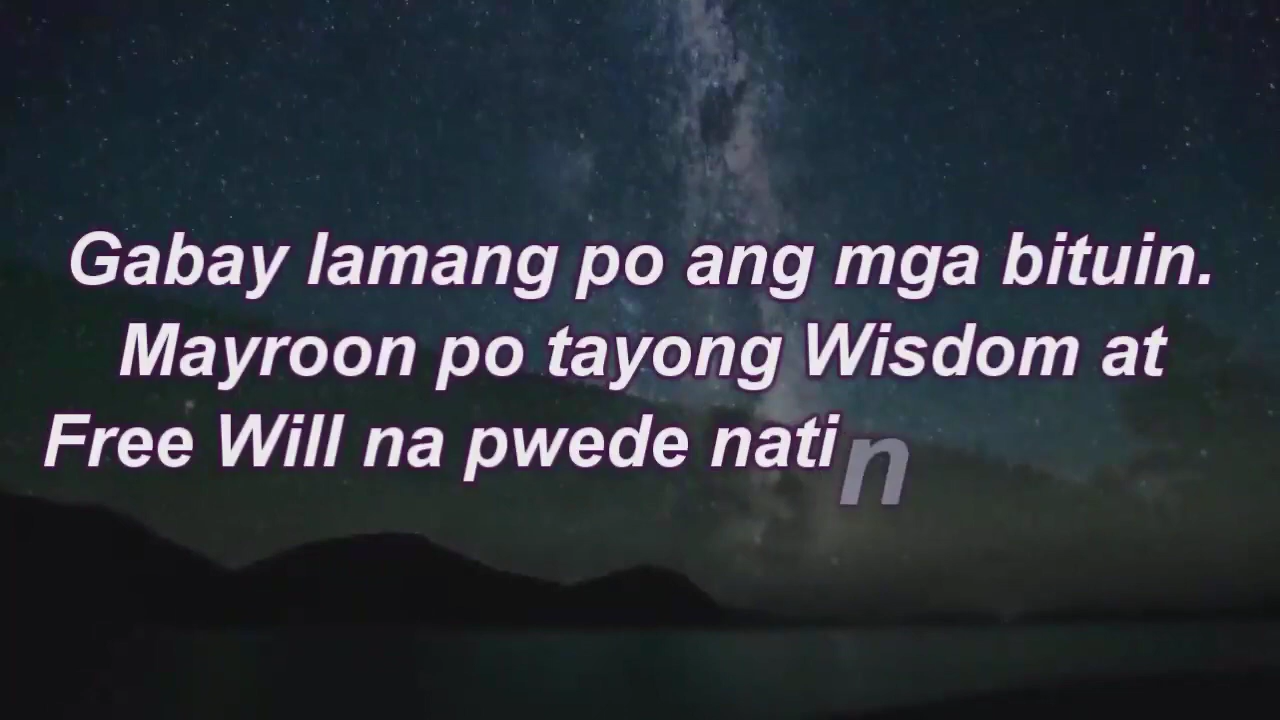 Gabay lamang po ang mga bituin.
Mayroon po tayong Wisdom at
Free Will na pwede natin